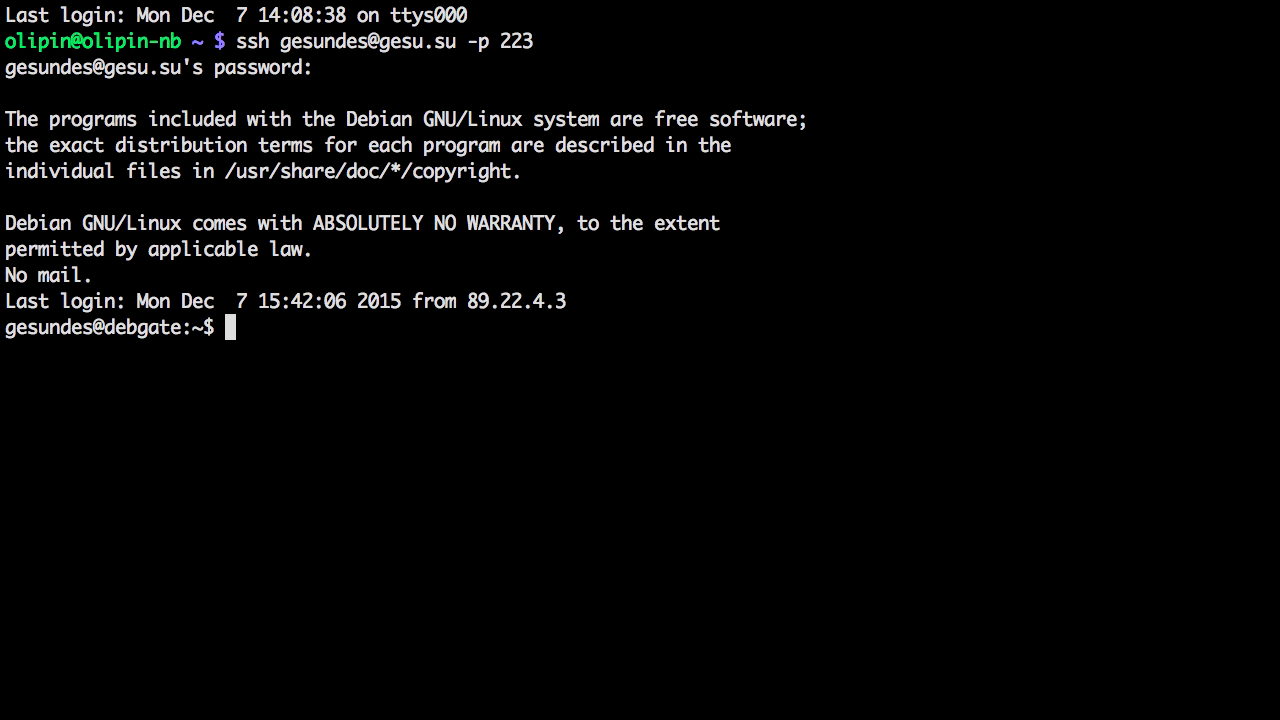 Last login: Mon Dec  7 14:08:38 on ttys000
olipin@olipin-nb ~ $ ssh gesundes@gesu.su -p 223
gesundes@gesu.su's password:
The programs included with the Debian GNU/Linux system are free software;
the exact distribution terms for each program are described in the
individual files in /usr/share/doc/*/copyright.
Debian GNU/Linux comes with ABSOLUTELY NO WARRANTY, to the extent
permitted by applicable law.
No mail.
Last login: Mon Dec  7 15:42:06 2015 from 89.22.4.3
gesundes@debgate:~$